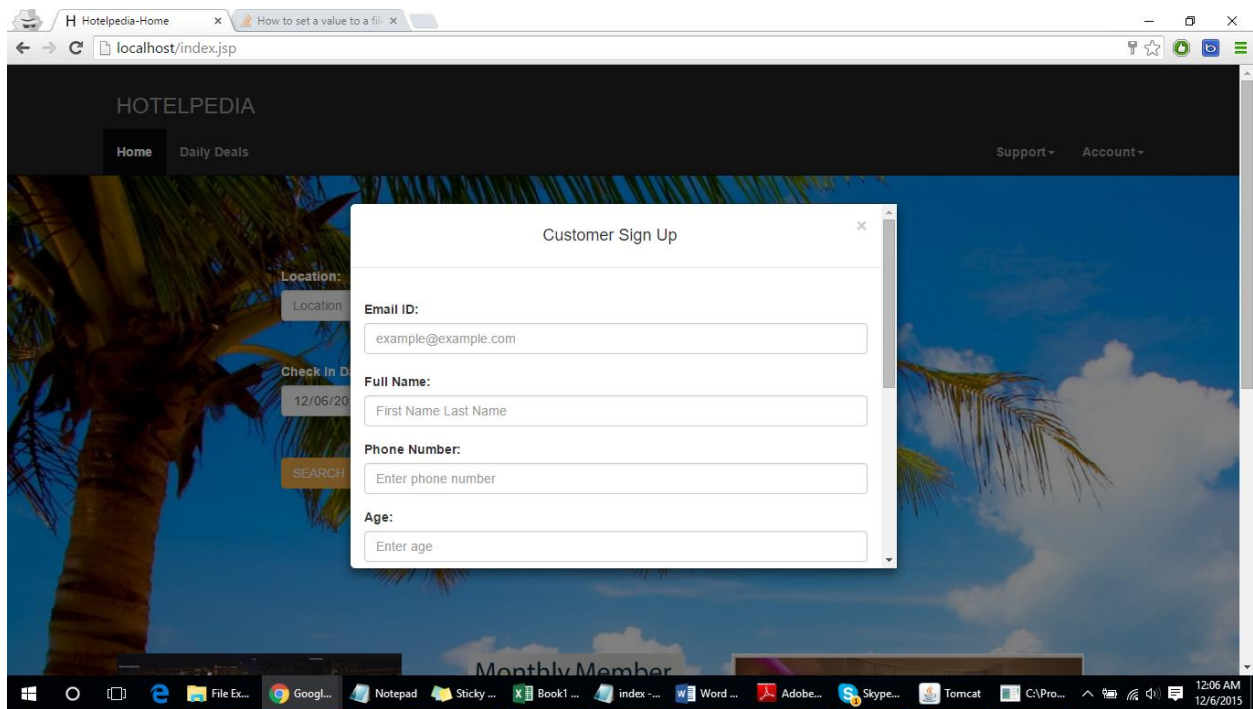 H Hotelpedia-Home
How to set a value to a fil
localhost/index.jsp
HOTELPEDIA
Home Daily Deals Support Account
Customer Sign Up ×
Location:
Location
Check In D
12/06/20
SEARCH
Email ID:
example@example.com
Full Name:
First Name Last Name
Phone Number:
Enter phone number
Age:
Enter age
Monthly Member
File Ex... Googl... Notepad Sticky ... Book1 ... index -... Word ... Adobe... Skype... Tomcat C:\Pro...
12:06 AM
12/6/2015